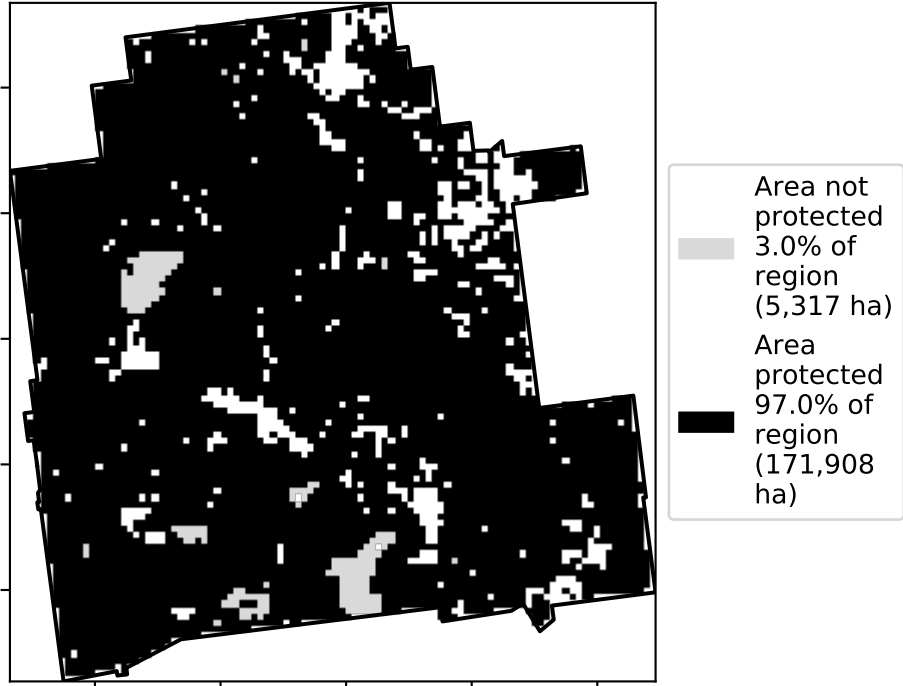 Area not
protected
3.0% of
region
(5,317 ha)
Area
protected
97.0% of
region
(171,908
ha)